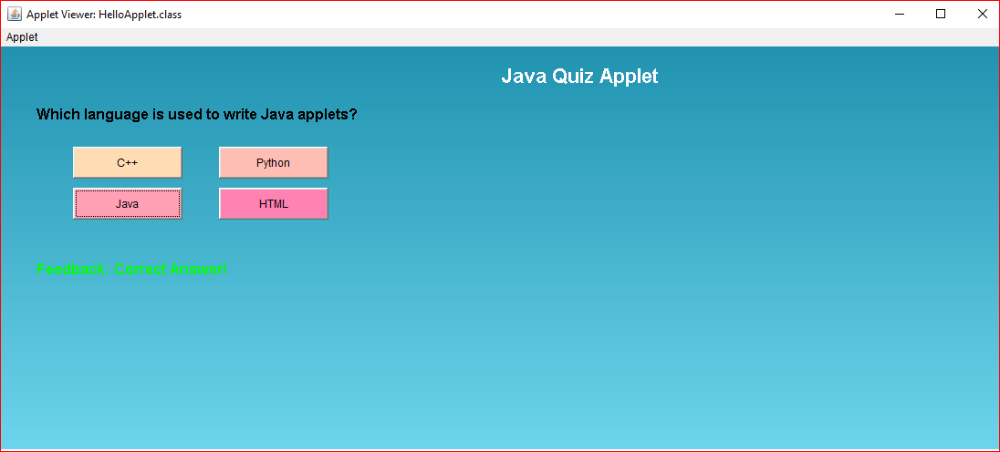 Applet Viewer: HelloApplet.class
Applet
Java Quiz Applet
Which language is used to write Java applets?
C++ Python
Java HTML
Feedback: Correct Answer!